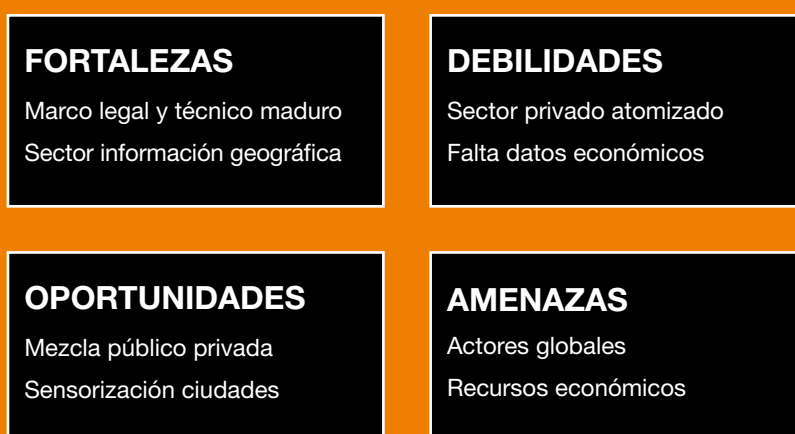 FORTALEZAS
Marco legal y técnico maduro
Sector información geográfica
DEBILIDADES
Sector privado atomizado
Falta datos económicos
OPORTUNIDADES
Mezcla público privada
Sensorización ciudades
AMENAZAS
Actores globales
Recursos económicos